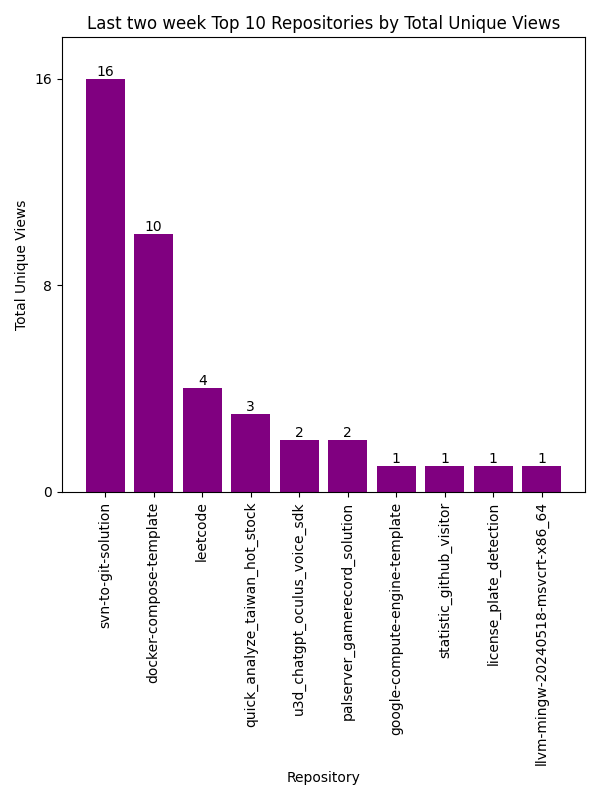 Last two week Top 10 Repositories by Total Unique Views
Total Unique Views
16
8
0
16
10
4
3
2
2
1
1
1
1
svn-to-git-solution
docker-compose-template
leetcode
quick_analyze_taiwan_hot_stock
u3d_chatgpt_oculus_voice_sdk
palserver_gamerecord_solution
google-compute-engine-template
statistic_github_visitor
license_plate_detection
llvm-mingw-20240518-msvcrt-x86_64
Repository